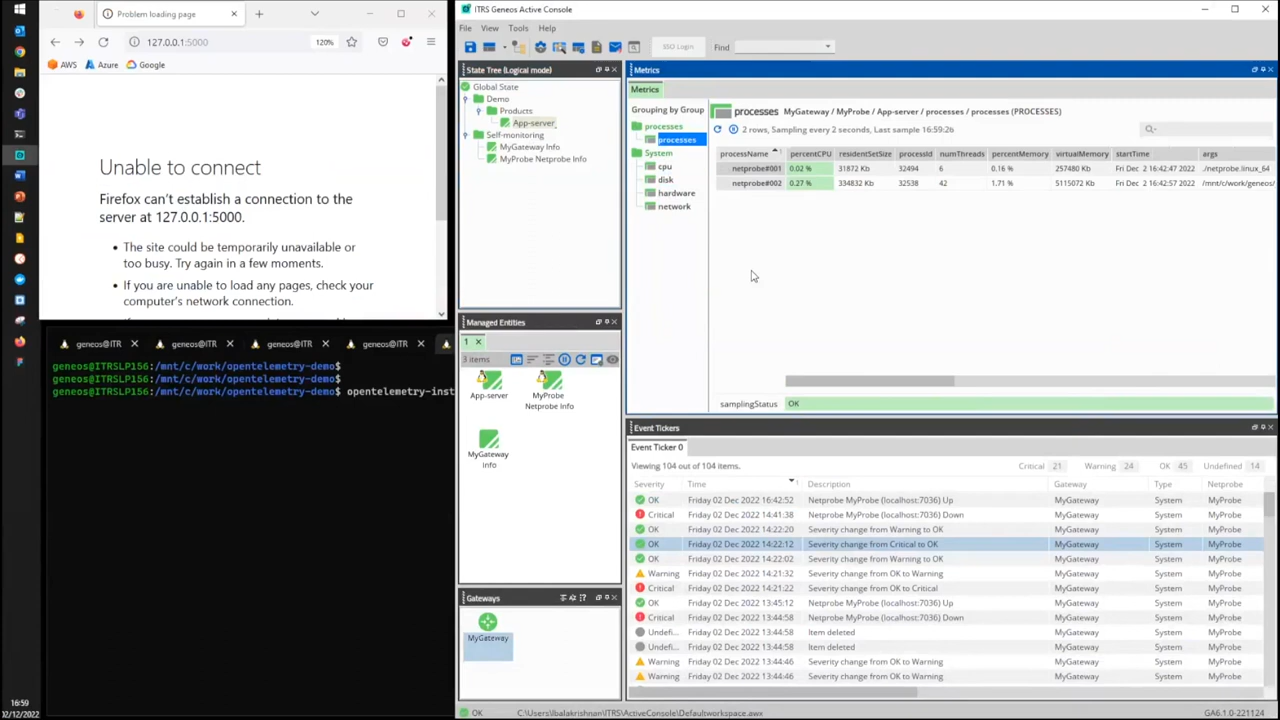 Problem loading page
127.0.0.1:5000
120%
AWS
Azure
Google
Unable to connect
Firefox can't establish a connection to the
server at 127.0.0.1:5000.
The site could be temporarily unavailable or
too busy. Try again in a few moments.
If you are unable to load any pages, check your
computer's network connection.
geneos@ITR
geneos@ITR
geneos@ITR
geneos@ITR
geneos@ITRSLP156:/mnt/c/work/opentelemetry-demo$
geneos@ITRSLP156:/mnt/c/work/opentelemetry-demo$
geneos@ITRSLP156:/mnt/c/work/opentelemetry-demo$ opentelemetry-inst
16:59
02/12/2022
ITRS Geneos Active Console
File View Tools Help
SSO Login
Find
State Tree (Logical mode)
Global State
Demo
Products
App-server
Self-monitoring
MyGateway Info
MyProbe Netprobe Info
Managed Entities
1
3 items
App-server
MyProbe
Netprobe Info
MyGateway
Info
Gateways
MyGateway
Metrics
Metrics
Grouping by Group
processes
processes
System
cpu
disk
hardware
network
processes MyGateway / MyProbe / App-server / processes / processes (PROCESSES)
2 rows, Sampling every 2 seconds, Last sample 16:59:26
processName percentCPU residentSetSize processId numThreads percentMemory virtualMemory startTime args
netprobe#001 0.02 % 31872 Kb 32494 6 0.16 % 257480 Kb Fri Dec 2 16:42:47 2022 ./netprobe.linux_64
netprobe#002 0.27 % 334832 Kb 32538 42 1.71 % 5115072 Kb Fri Dec 2 16:42:57 2022 /mnt/c/work/geneos/
samplingStatus OK
Event Tickers
Event Ticker 0
Viewing 104 out of 104 items.
Critical 21 Warning 24 OK 45 Undefined 14
Severity Time Description Gateway Type Netprobe
OK Friday 02 Dec 2022 16:42:52 Netprobe MyProbe (localhost:7036) Up MyGateway System MyProbe
Critical Friday 02 Dec 2022 14:41:38 Netprobe MyProbe (localhost:7036) Down MyGateway System MyProbe
OK Friday 02 Dec 2022 14:22:20 Severity change from Warning to OK MyGateway System MyProbe
OK Friday 02 Dec 2022 14:22:12 Severity change from Critical to OK MyGateway System MyProbe
OK Friday 02 Dec 2022 14:22:02 Severity change from Warning to OK MyGateway System MyProbe
Warning Friday 02 Dec 2022 14:21:32 Severity change from OK to Warning MyGateway System MyProbe
Critical Friday 02 Dec 2022 14:21:32 Severity change from OK to Critical MyGateway System MyProbe
OK Friday 02 Dec 2022 13:45:12 Netprobe MyProbe (localhost:7036) Up MyGateway System MyProbe
Critical Friday 02 Dec 2022 13:44:58 Netprobe MyProbe (localhost:7036) Down MyGateway System MyProbe
Undefi... Friday 02 Dec 2022 13:44:58 Item deleted MyGateway System MyProbe
Undefi... Friday 02 Dec 2022 13:44:58 Item deleted MyGateway System MyProbe
Warning Friday 02 Dec 2022 13:44:46 Severity change from OK to Warning MyGateway System MyProbe
Warning Friday 02 Dec 2022 13:44:46 Severity change from OK to Warning MyGateway System MyProbe
OK
C:\Users\lbalakrishnan\ITRS\ActiveConsole\Defaultworkspace.awx
GA6.1.0-221124